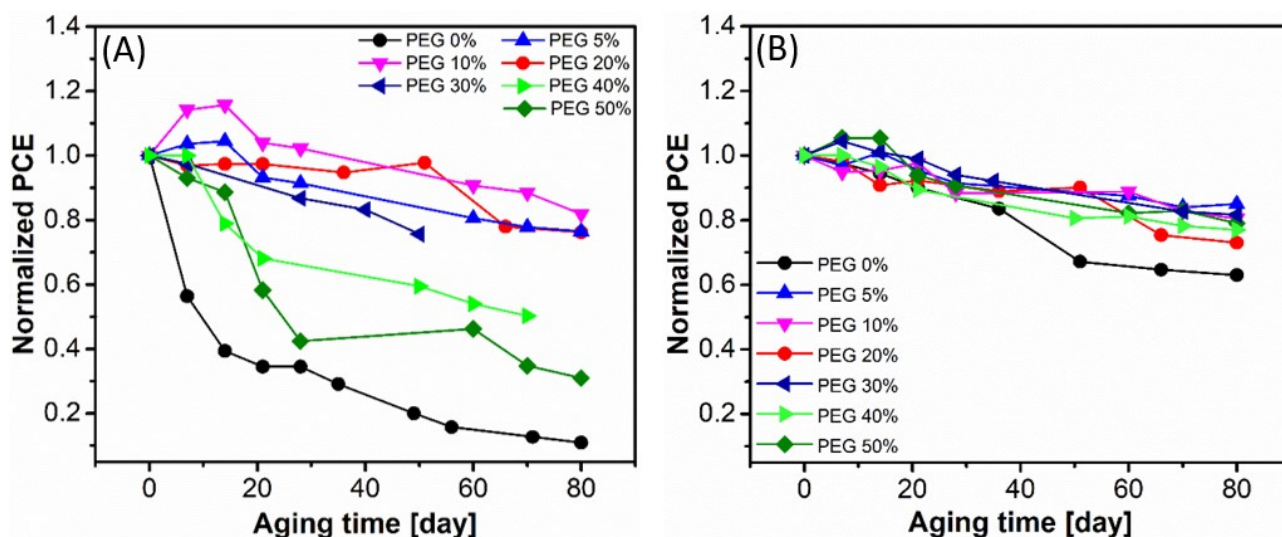 (A)
PEG 0% PEG 5%
PEG 10% PEG 20%
PEG 30% PEG 40%
PEG 50%
1.4
1.2
1.0
0.8
0.6
0.4
0.2
Normalized PCE
0 20 40 60 80
Aging time [day]
(B)
1.4
1.2
1.0
0.8
0.6
0.4
0.2
Normalized PCE
PEG 0%
PEG 5%
PEG 10%
PEG 20%
PEG 30%
PEG 40%
PEG 50%
0 20 40 60 80
Aging time [day]